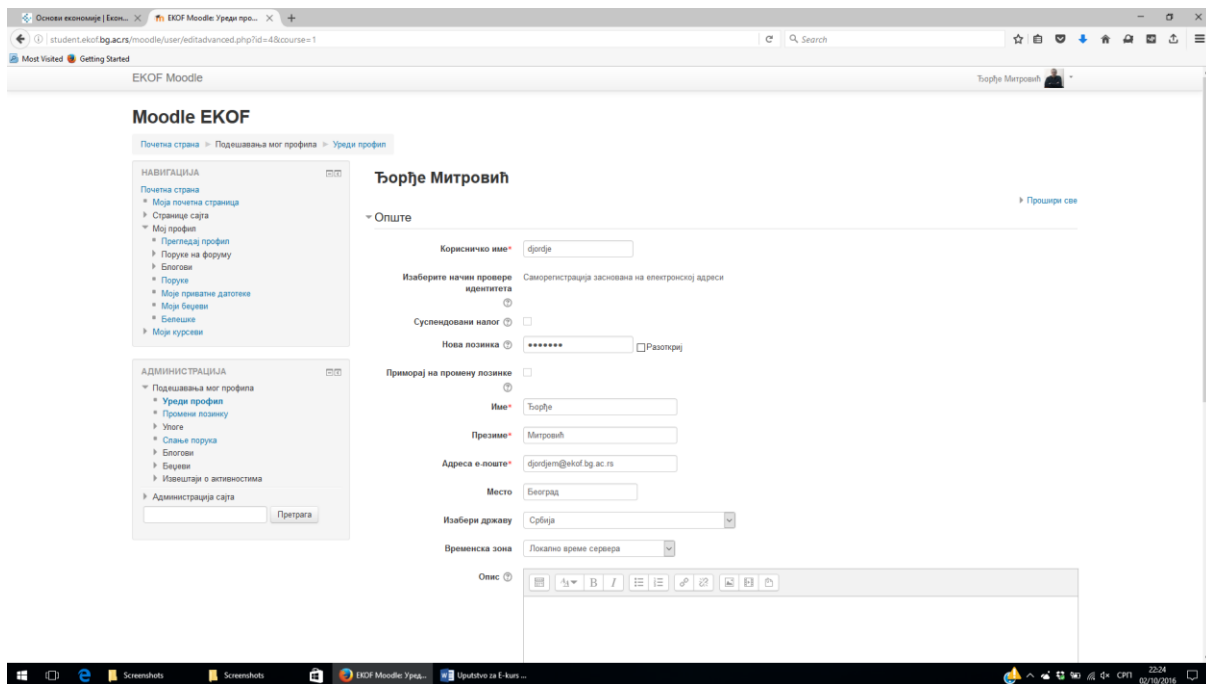 Основи економије | Екон...
EKOF Moodle: Уреди про...
student.ekof.bg.ac.rs/moodle/user/editadvanced.php?id=4&course=1
Search
Most Visited
Getting Started
EKOF Moodle
Ђорђе Митровић
Moodle EKOF
Почетна страна
Подешавања мог профила
Уреди профил
НАВИГАЦИЈА
Почетна страна
Моја почетна страница
Странице сајта
Мој профил
Прегледај профил
Поруке на форуму
Блогови
Поруке
Моје приватне датотеке
Моји беџеви
Белешке
Моји курсеви
АДМИНИСТРАЦИЈА
Подешавања мог профила
Уреди профил
Промени лозинку
Улоге
Слање порука
Блогови
Беџеви
Извештаји о активностима
Администрација сајта
Претрага
Ђорђе Митровић
Прошири све
Опште
Корисничко име* djordje
Изаберите начин провере идентитета
Саморегистрација заснована на електронској адреси
Суспендовани налог
Нова лозинка ••••••• Разоткриј
Приморај на промену лозинке
Име* Ђорђе
Презиме* Митровић
Адреса е-поште* djordjem@ekof.bg.ac.rs
Место Београд
Изабери државу Србија
Временска зона Локално време сервера
Опис
B I
Screenshots
Screenshots
EKOF Moodle: Уред...
Uputstvo za E-kurs ...
СРП
22:24
02/10/2016